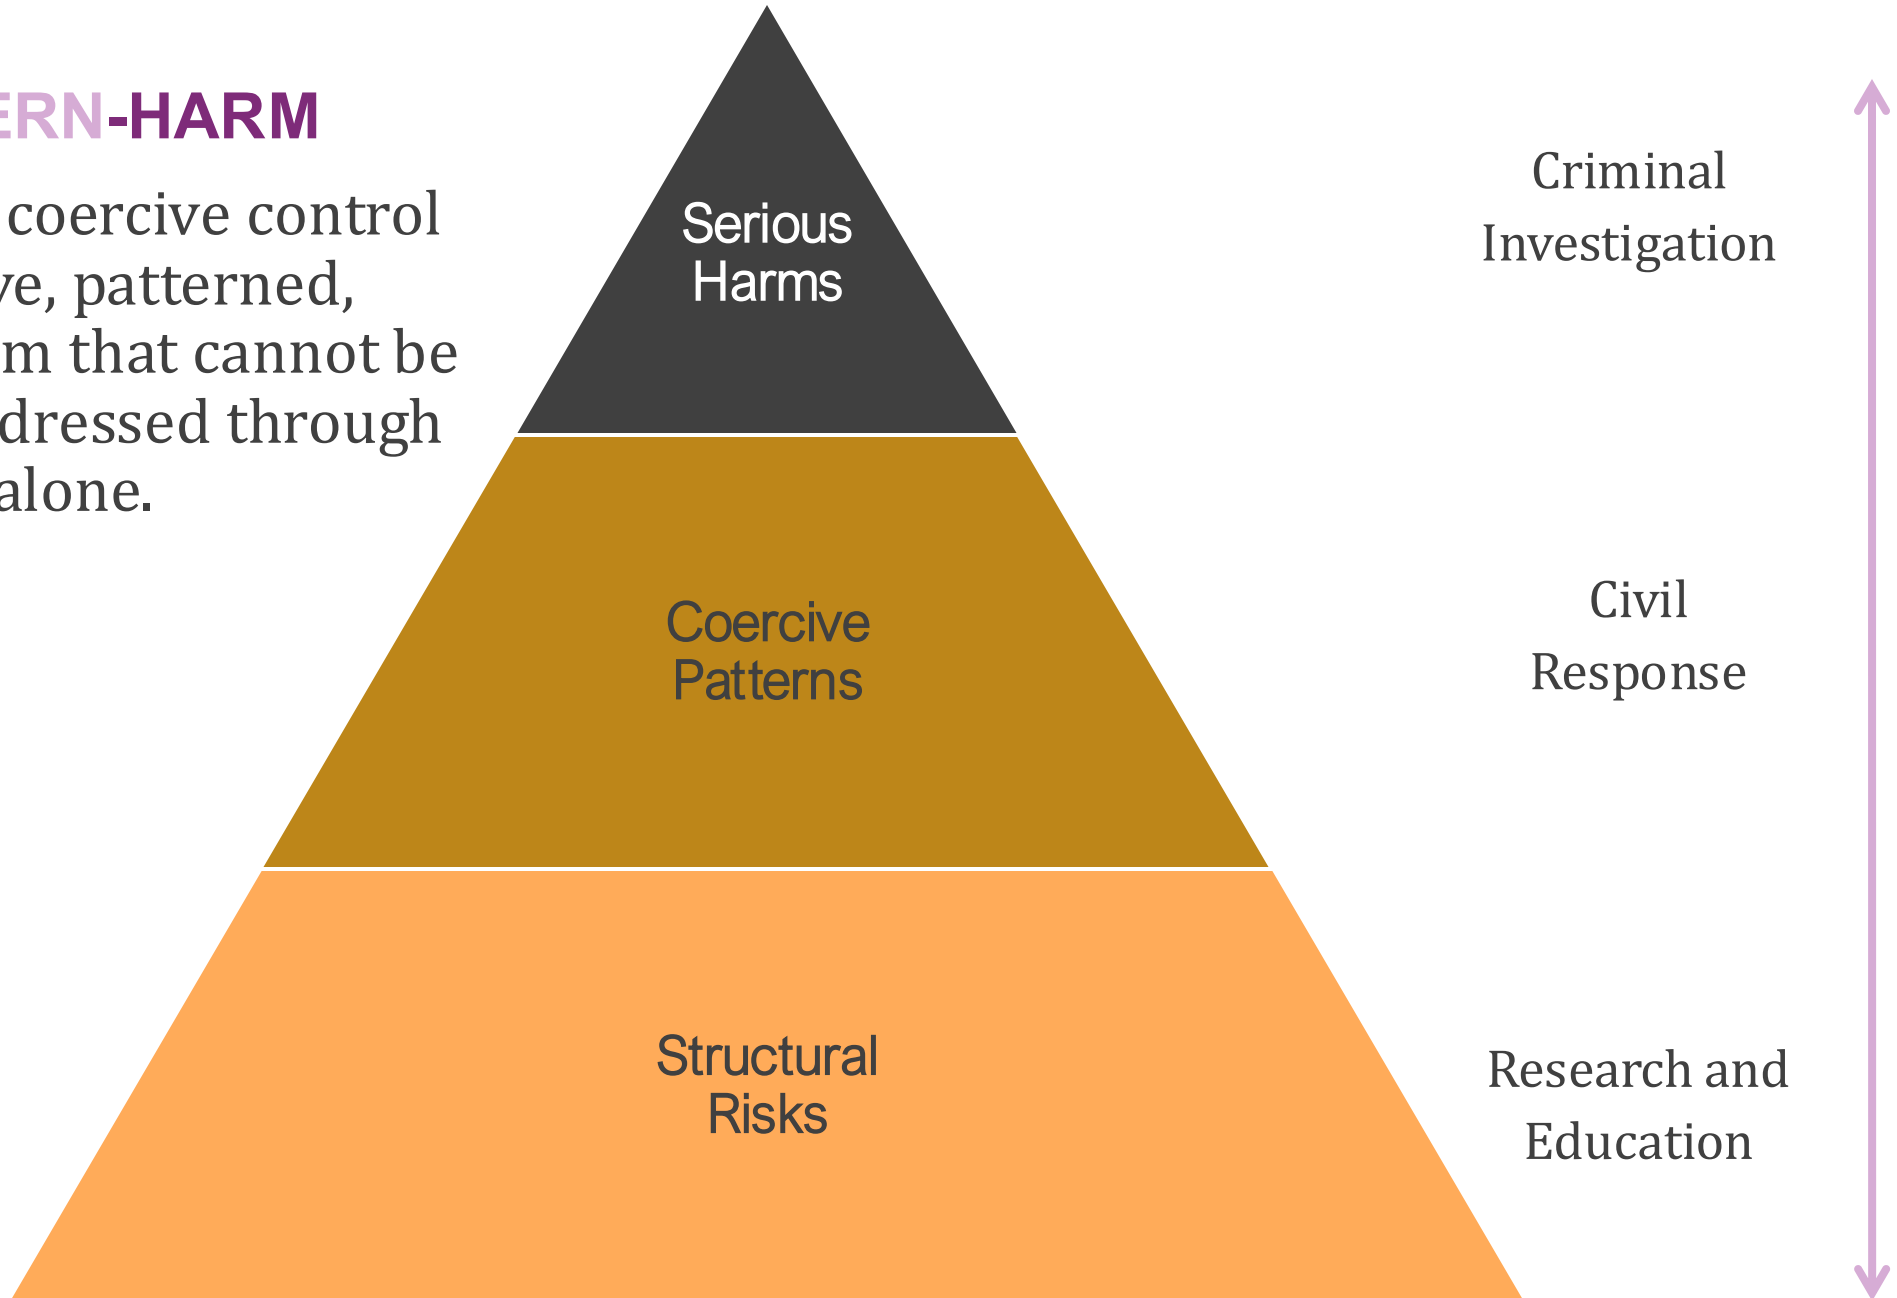 ERN-HARM
coercive control
ve, patterned,
m that cannot be
dressed through
alone.
Serious
Harms
Coercive
Patterns
Structural
Risks
Criminal
Investigation
Civil
Response
Research and
Education